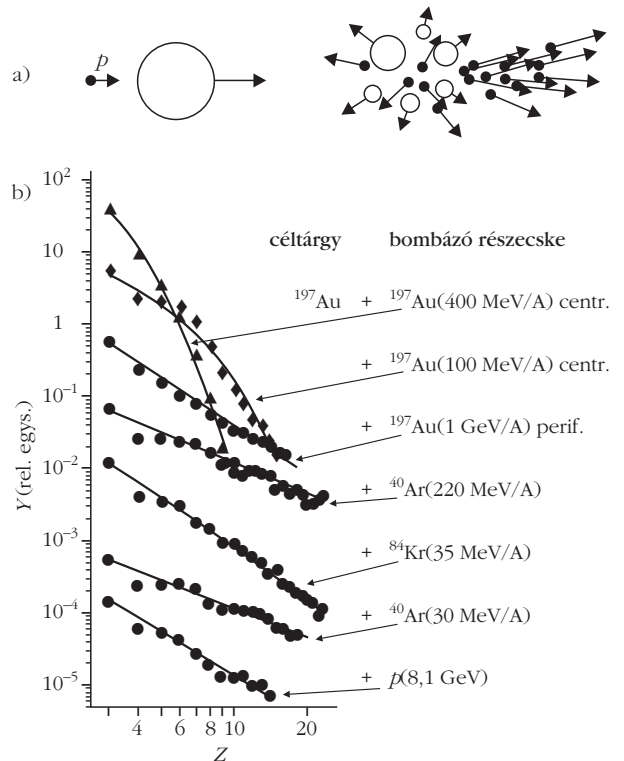 a)
p
b)
10²
10
1
10⁻¹
10⁻²
10⁻³
10⁻⁴
10⁻⁵
Y (rel. egys.)
4 6 8 10 20
Z
céltárgy bombázó részecske
¹⁹⁷Au + ¹⁹⁷Au(400 MeV/A) centr.
+ ¹⁹⁷Au(100 MeV/A) centr.
+ ¹⁹⁷Au(1 GeV/A) perif.
+ ⁴⁰Ar(220 MeV/A)
+ ⁸⁴Kr(35 MeV/A)
+ ⁴⁰Ar(30 MeV/A)
+ p(8,1 GeV)